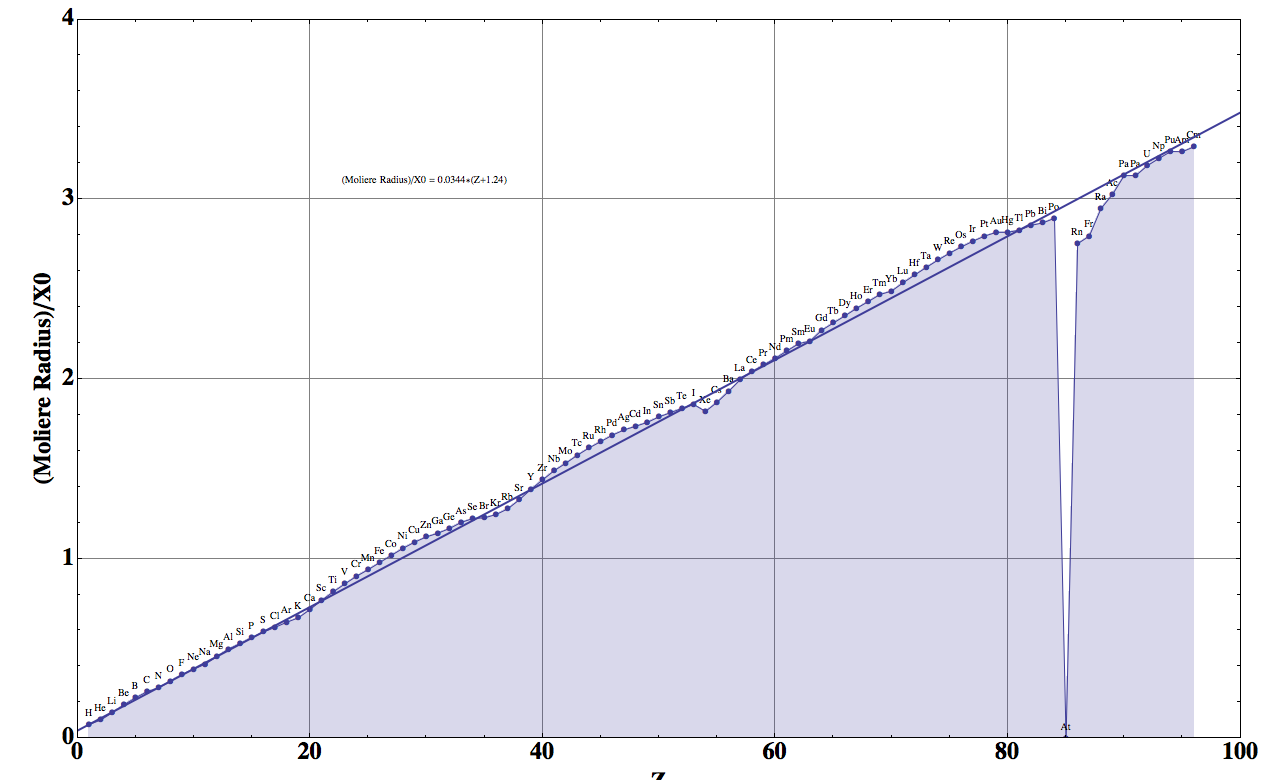 4
3
2
1
0
(Moliere Radius)/X0
(Moliere Radius)/X0 = 0.0344*(Z+1.24)
H He Li Be B C N O F Ne Na Mg Al Si P S Cl Ar K Ca Sc Ti V Cr Mn Fe Co Ni Cu Zn Ga Ge As Se Br Kr Rb Sr Y Zr Nb Mo Tc Ru Rh Pd Ag Cd In Sn Sb Te I Xe Cs Ba La Ce Pr Nd Pm Sm Eu Gd Tb Dy Ho Er Tm Yb Lu Hf Ta W Re Os Ir Pt Au Hg Tl Pb Bi Po At Rn Fr Ra Ac Pa Pa U Np Pu Am Cm
0 20 40 60 80 100
Z